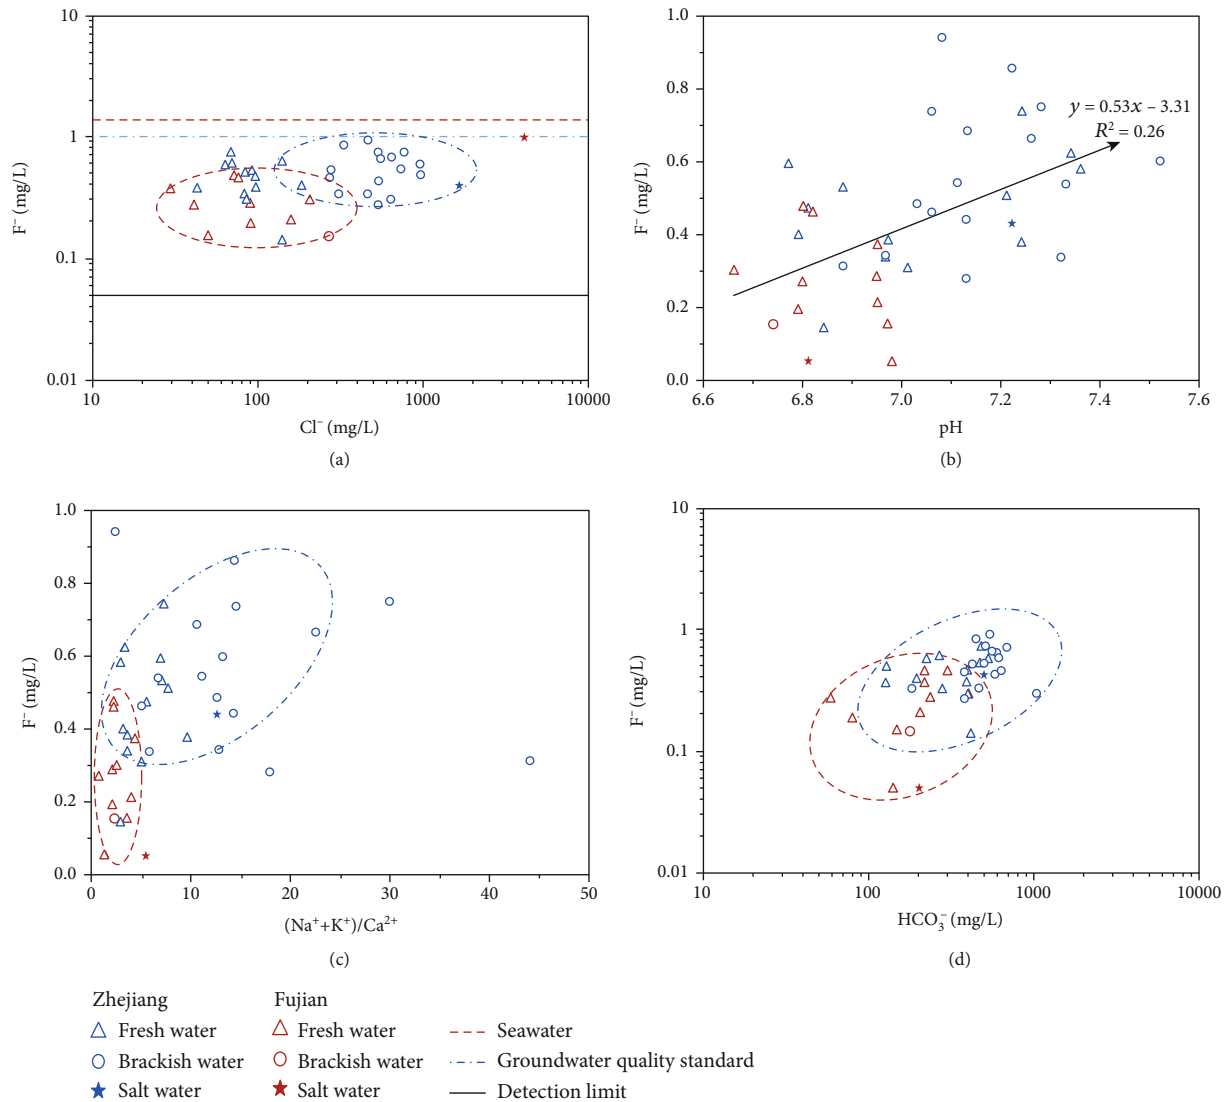 10
1
0.1
0.01
F⁻ (mg/L)
10
100
1000
10000
Cl⁻ (mg/L)
(a)
1.0
0.8
0.6
0.4
0.2
0.0
F⁻ (mg/L)
y = 0.53x – 3.31
R² = 0.26
6.6
6.8
7.0
7.2
7.4
7.6
pH
(b)
1.0
0.8
0.6
0.4
0.2
0.0
F⁻ (mg/L)
0
10
20
30
40
50
(Na⁺+K⁺)/Ca²⁺
(c)
10
1
0.1
0.01
F⁻ (mg/L)
10
100
1000
10000
HCO₃⁻ (mg/L)
(d)
Zhejiang
Fresh water
Brackish water
Salt water
Fujian
Fresh water
Brackish water
Salt water
Seawater
Groundwater quality standard
Detection limit